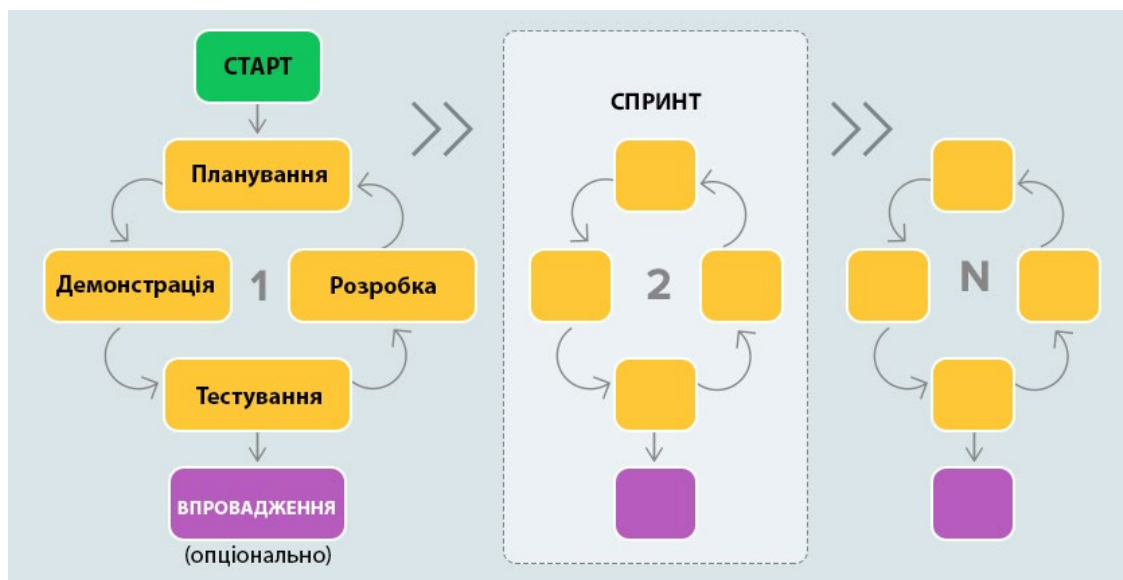 СТАРТ
СПРИНТ
Планування
Демонстрація
1
Розробка
2
N
Тестування
ВПРОВАДЖЕННЯ
(опціонально)